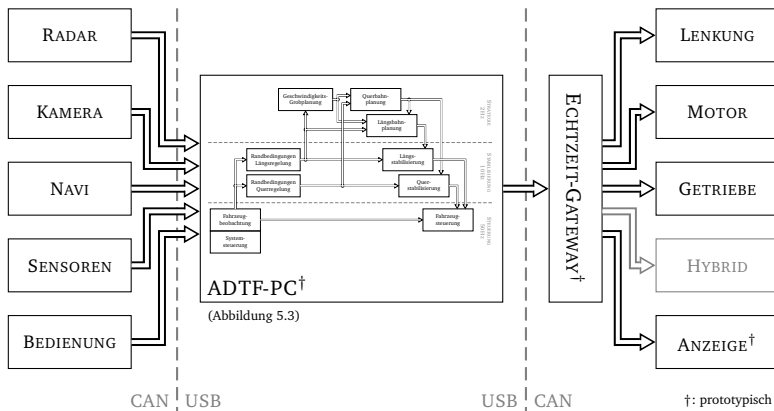 RADAR
KAMERA
NAVI
SENSOREN
BEDIENUNG
Geschwindigkeits-
Grobplanung
Querbahn-
planung
Längsbahn-
planung
Randbedingungen
Längsregelung
Längs-
stabilisierung
Randbedingungen
Querregelung
Quer-
stabilisierung
Fahrzeug-
beobachtung
Fahrzeug-
steuerung
System-
steuerung
ADTF-PC†
(Abbildung 5.3)
ECHTZEIT-GATEWAY†
LENKUNG
MOTOR
GETRIEBE
HYBRID
ANZEIGE†
CAN
USB
USB
CAN
†: prototypisch